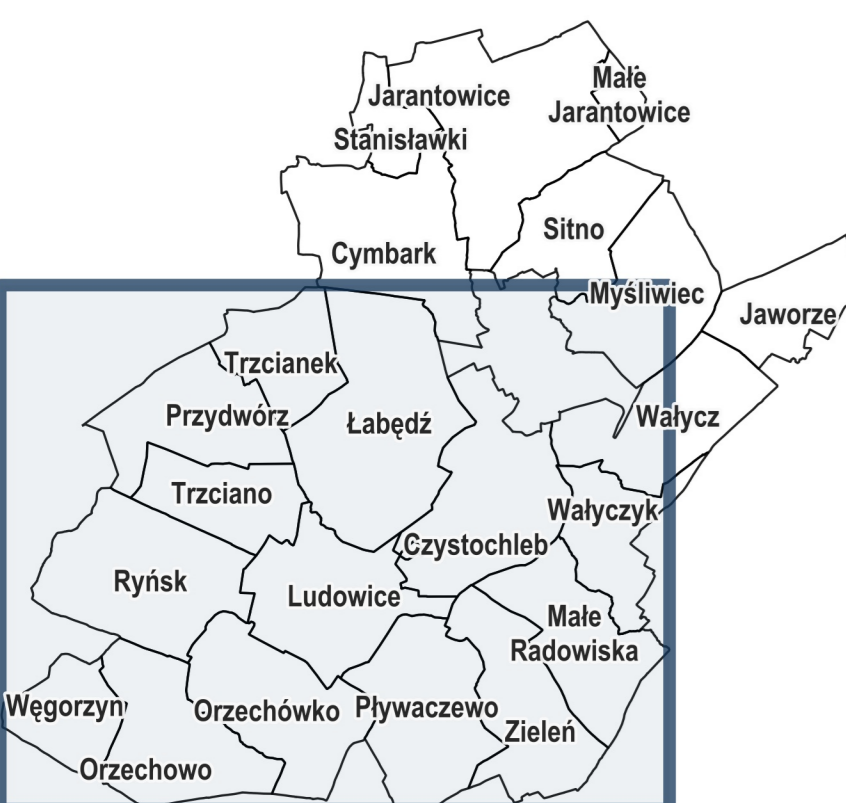 Małe
Jarantowice
Jarantowice
Stanisławki
Sitno
Cymbark
Myśliwiec
Jaworze
Trzcianek
Przydwórz
Łabędź
Wałycz
Trzciano
Wałyczyk
Czystochleb
Ryńsk
Ludowice
Małe
Radowiska
Węgorzyn
Orzechówko
Pływaczewo
Zieleń
Orzechowo